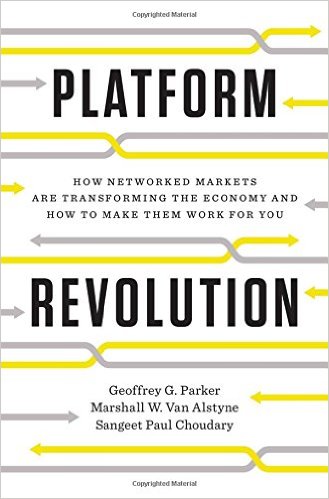 Copyrighted Material
PLATFORM
HOW NETWORKED MARKETS
ARE TRANSFORMING THE ECONOMY AND
HOW TO MAKE THEM WORK FOR YOU
REVOLUTION
Geoffrey G. Parker
Marshall W. Van Alstyne
Sangeet Paul Choudary
Copyrighted Material